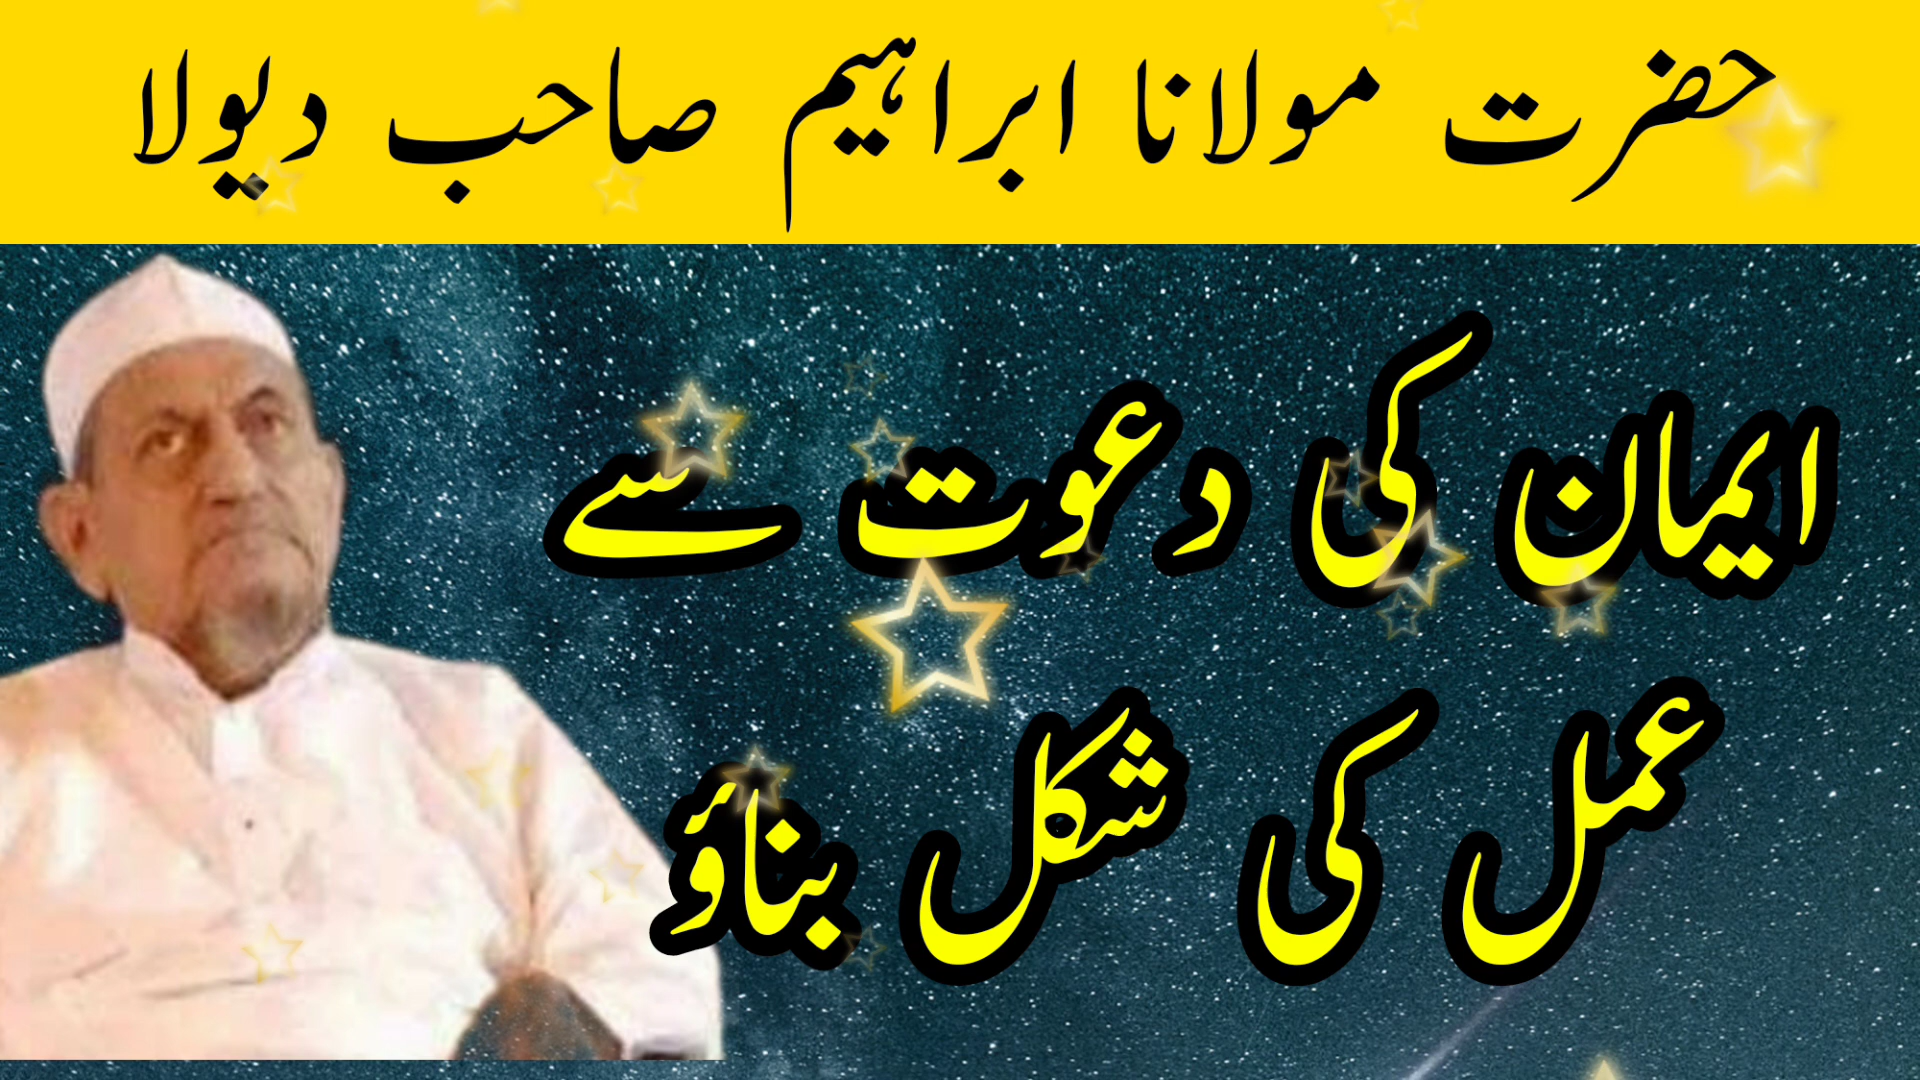 حضرت مولانا ابراہیم صاحب دیولا
ایمان کی دعوت سے
عمل کی شکل بناؤ